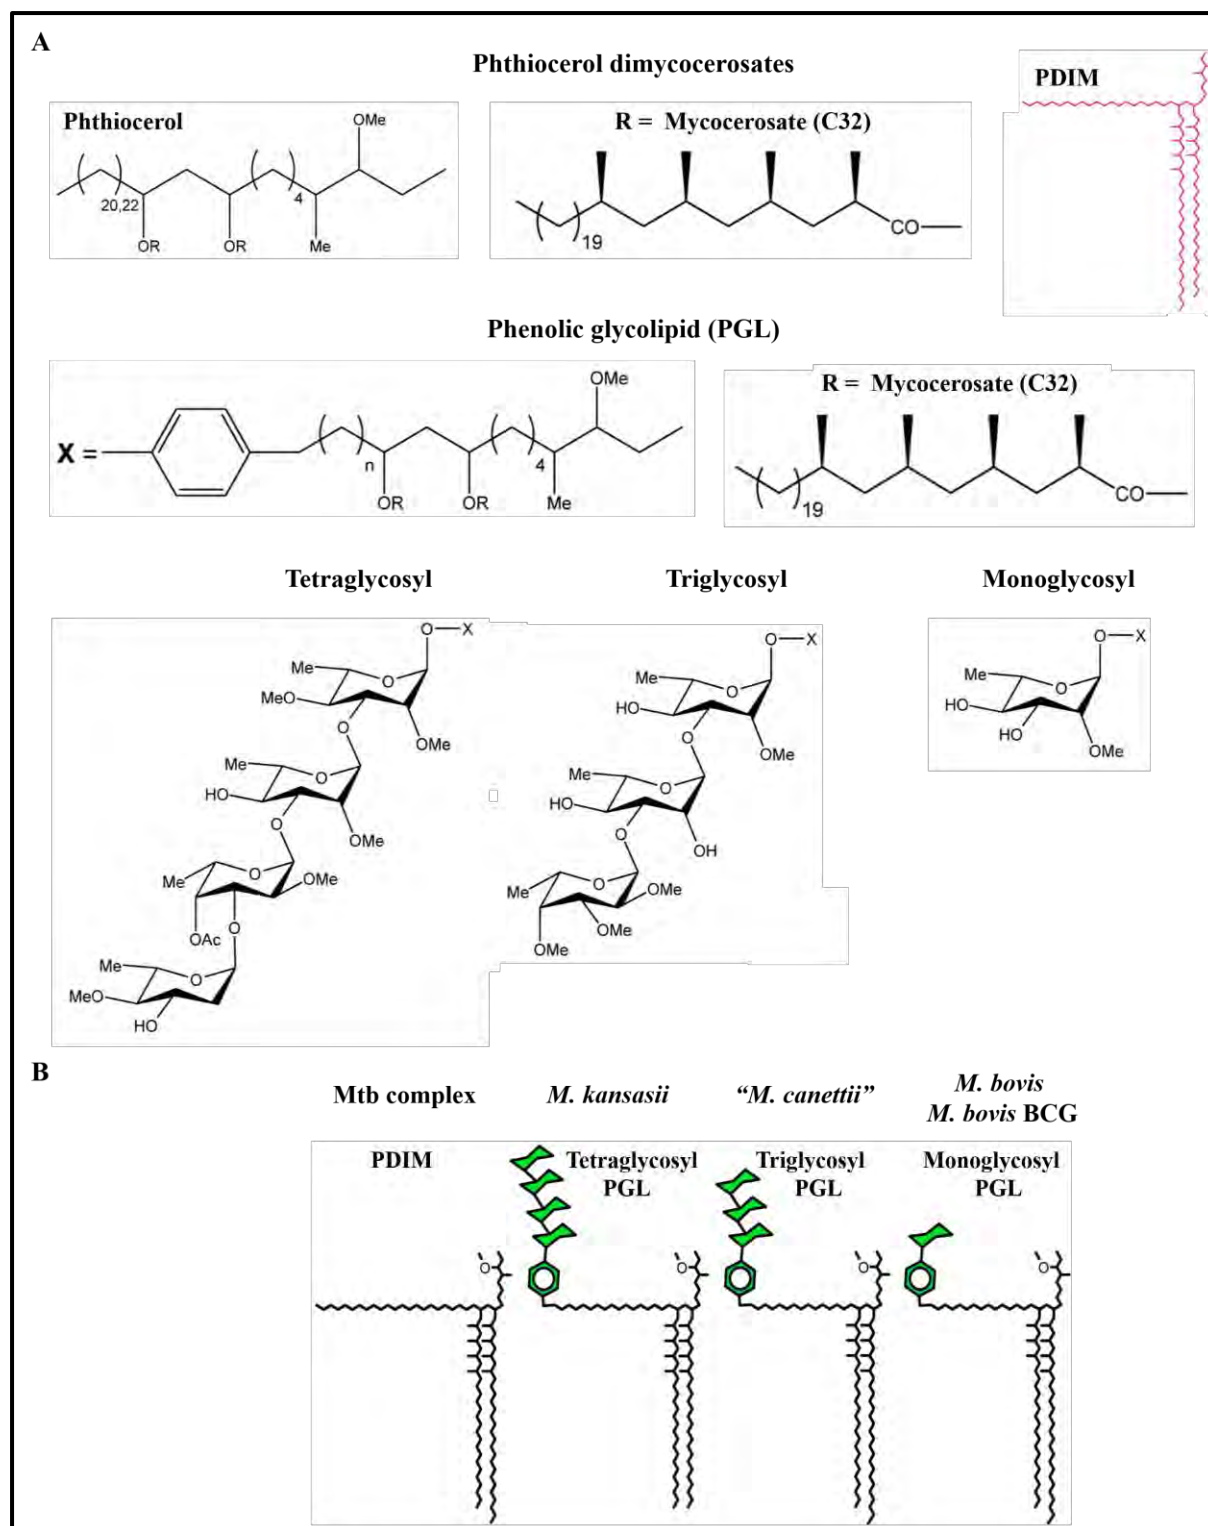 A
Phthiocerol dimycocerosates
PDIM
Phthiocerol
OMe
20,22
4
OR
OR
Me
R = Mycocerosate (C32)
19
CO
Phenolic glycolipid (PGL)
X =
OMe
n
4
OR
OR
Me
R = Mycocerosate (C32)
19
CO
Tetraglycosyl
Triglycosyl
Monoglycosyl
O—X
Me
O
MeO
O
OMe
Me
O
HO
O
OMe
O
Me
OMe
OAc
O
Me
O
MeO
HO
O—X
Me
O
HO
O
OMe
Me
O
HO
O
OH
O
Me
OMe
OMe
OMe
O—X
Me
O
HO
HO
OMe
B
Mtb complex
M. kansasii
“M. canettii”
M. bovis
M. bovis BCG
PDIM
Tetraglycosyl
PGL
Triglycosyl
PGL
Monoglycosyl
PGL
O
O
O
O